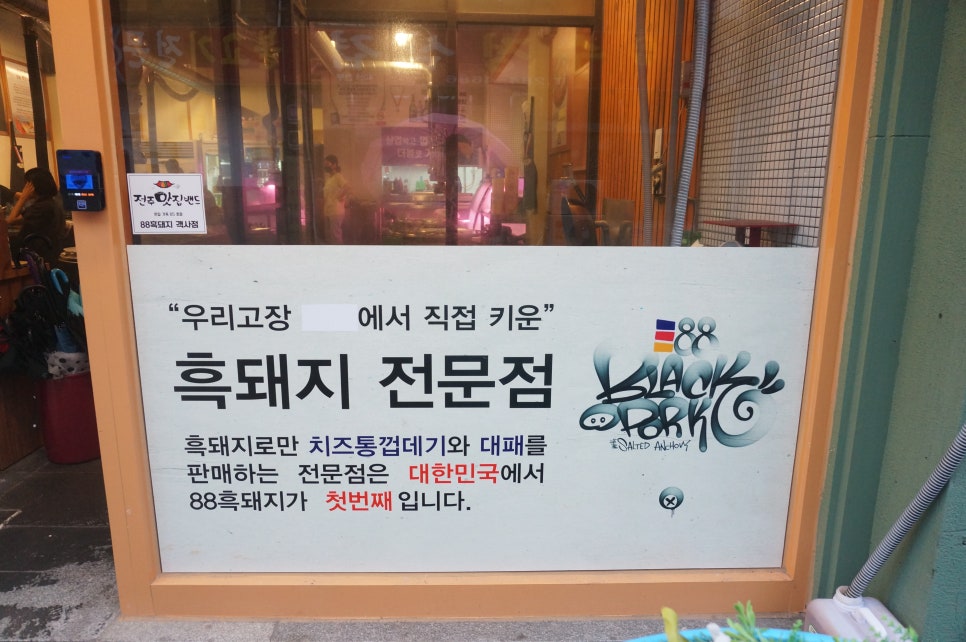 전주맛집밴드
88흑돼지 객사점
“우리고장 에서 직접 키운”
흑돼지 전문점
흑돼지로만 치즈통껍데기와 대패를
판매하는 전문점은 대한민국에서
88흑돼지가 첫번째 입니다.
88
BLACK
PORK
THE SALTED ANCHOVY